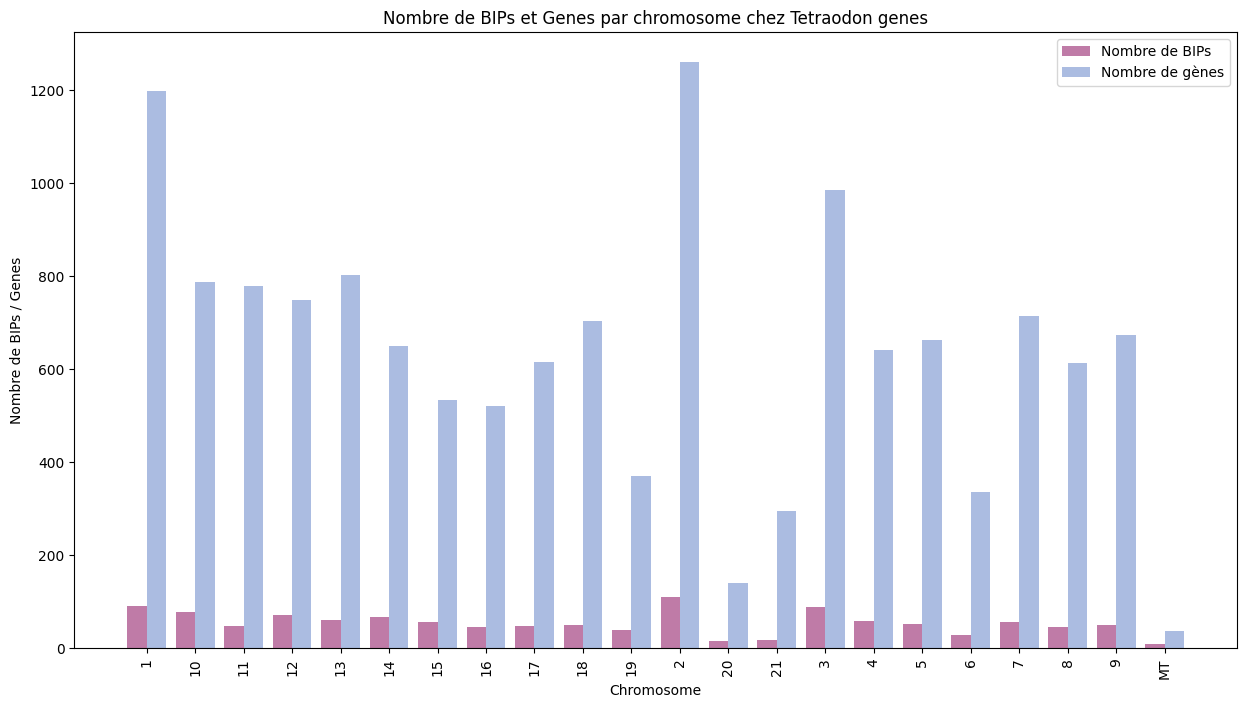 Nombre de BIPs et Genes par chromosome chez Tetraodon genes
Nombre de BIPs
Nombre de gènes
Nombre de BIPs / Genes
1200
1000
800
600
400
200
0
1 10 11 12 13 14 15 16 17 18 19 2 20 21 3 4 5 6 7 8 9 MT
Chromosome